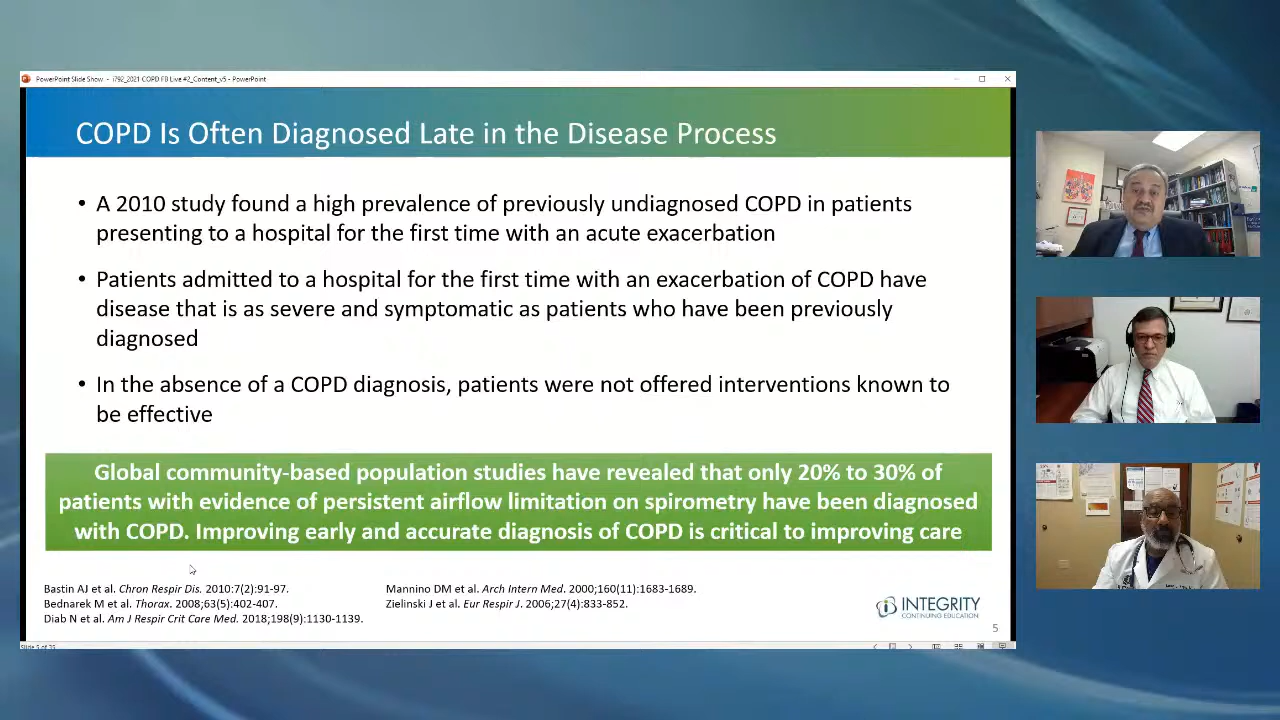 PowerPoint Slide Show - i792_2021 COPD FB Live #2_Content_v5 - PowerPoint
COPD Is Often Diagnosed Late in the Disease Process
• A 2010 study found a high prevalence of previously undiagnosed COPD in patients
presenting to a hospital for the first time with an acute exacerbation
• Patients admitted to a hospital for the first time with an exacerbation of COPD have
disease that is as severe and symptomatic as patients who have been previously
diagnosed
• In the absence of a COPD diagnosis, patients were not offered interventions known to
be effective
Global community-based population studies have revealed that only 20% to 30% of
patients with evidence of persistent airflow limitation on spirometry have been diagnosed
with COPD. Improving early and accurate diagnosis of COPD is critical to improving care
Bastin AJ et al. Chron Respir Dis. 2010:7(2):91-97.
Bednarek M et al. Thorax. 2008;63(5):402-407.
Diab N et al. Am J Respir Crit Care Med. 2018;198(9):1130-1139.
Mannino DM et al. Arch Intern Med. 2000;160(11):1683-1689.
Zielinski J et al. Eur Respir J. 2006;27(4):833-852.
INTEGRITY
CONTINUING EDUCATION
5
Slide 5 of 35